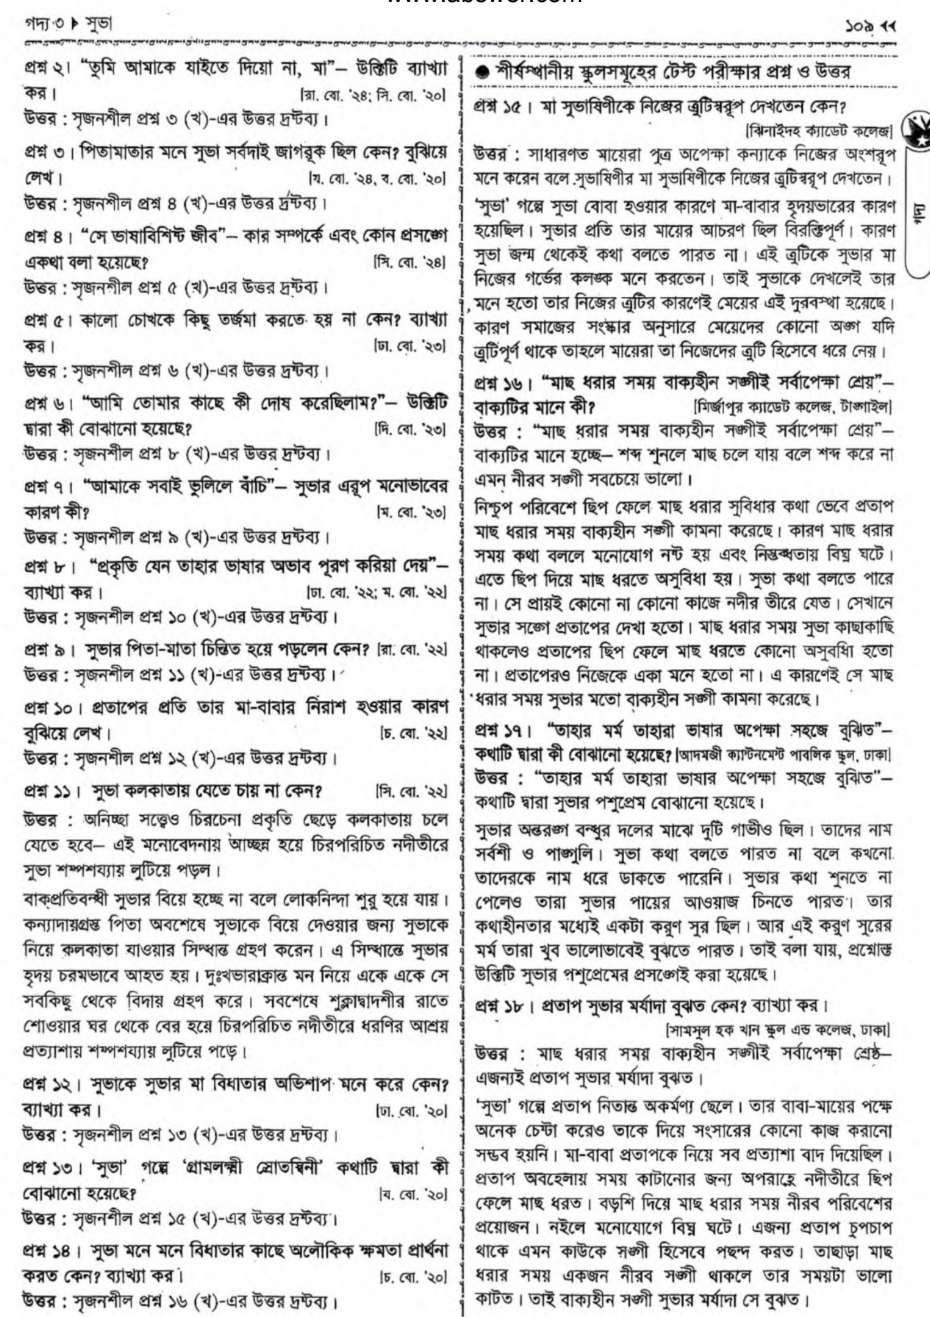 গদ্য ৩ ▶ সুভা
১০৯ ◀◀
প্রশ্ন ২। “তুমি আমাকে যাইতে দিয়ো না, মা”– উক্তিটি ব্যাখ্যা
কর। [রা. বো. '২৪; সি. বো. '২০]
উত্তর : সৃজনশীল প্রশ্ন ৩ (খ)-এর উত্তর দ্রষ্টব্য।
প্রশ্ন ৩। পিতামাতার মনে সুভা সর্বদাই জাগরূক ছিল কেন? বুঝিয়ে
লেখ। [য. বো. '২৪, ব. বো. '২০]
উত্তর : সৃজনশীল প্রশ্ন ৪ (খ)-এর উত্তর দ্রষ্টব্য।
প্রশ্ন ৪। “সে ভাষাবিশিষ্ট জীব”– কার সম্পর্কে এবং কোন প্রসঙ্গে
একথা বলা হয়েছে? [সি. বো. '২৪]
উত্তর : সৃজনশীল প্রশ্ন ৫ (খ)-এর উত্তর দ্রষ্টব্য।
প্রশ্ন ৫। কালো চোখকে কিছু তর্জমা করতে হয় না কেন? ব্যাখ্যা
কর। [ঢা. বো. '২৩]
উত্তর : সৃজনশীল প্রশ্ন ৬ (খ)-এর উত্তর দ্রষ্টব্য।
প্রশ্ন ৬। “আমি তোমার কাছে কী দোষ করেছিলাম?”– উক্তিটি
দ্বারা কী বোঝানো হয়েছে? [দি. বো. '২৩]
উত্তর : সৃজনশীল প্রশ্ন ৮ (খ)-এর উত্তর দ্রষ্টব্য।
প্রশ্ন ৭। “আমাকে সবাই ভুলিলে বাঁচি”– সুভার এরূপ মনোভাবের
কারণ কী? [ম. বো. '২৩]
উত্তর : সৃজনশীল প্রশ্ন ৯ (খ)-এর উত্তর দ্রষ্টব্য।
প্রশ্ন ৮। “প্রকৃতি যেন তাহার ভাষার অভাব পূরণ করিয়া দেয়”–
ব্যাখ্যা কর। [ঢা. বো. '২২; ম. বো. '২২]
উত্তর : সৃজনশীল প্রশ্ন ১০ (খ)-এর উত্তর দ্রষ্টব্য।
প্রশ্ন ৯। সুভার পিতা-মাতা চিন্তিত হয়ে পড়লেন কেন? [রা. বো. '২২]
উত্তর : সৃজনশীল প্রশ্ন ১১ (খ)-এর উত্তর দ্রষ্টব্য।
প্রশ্ন ১০। প্রতাপের প্রতি তার মা-বাবার নিরাশ হওয়ার কারণ
বুঝিয়ে লেখ। [চ. বো. '২২]
উত্তর : সৃজনশীল প্রশ্ন ১২ (খ)-এর উত্তর দ্রষ্টব্য।
প্রশ্ন ১১। সুভা কলকাতায় যেতে চায় না কেন? [সি. বো. '২২]
উত্তর : অনিচ্ছা সত্ত্বেও চিরচেনা প্রকৃতি ছেড়ে কলকাতায় চলে
যেতে হবে– এই মনোবেদনায় আচ্ছন্ন হয়ে চিরপরিচিত নদীতীরে
সুভা শষ্পশয্যায় লুটিয়ে পড়ল।
বাক্‌প্রতিবন্ধী সুভার বিয়ে হচ্ছে না বলে লোকনিন্দা শুরু হয়ে যায়।
কন্যাদায়গ্রস্ত পিতা অবশেষে সুভাকে বিয়ে দেওয়ার জন্য সুভাকে
নিয়ে কলকাতা যাওয়ার সিদ্ধান্ত গ্রহণ করেন। এ সিদ্ধান্তে সুভার
হৃদয় চরমভাবে আহত হয়। দুঃখভারাক্রান্ত মন নিয়ে একে একে সে
সবকিছু থেকে বিদায় গ্রহণ করে। সবশেষে শুক্লাদ্বাদশীর রাতে
শোওয়ার ঘর থেকে বের হয়ে চিরপরিচিত নদীতীরে ধরণির আশ্রয়
প্রত্যাশায় শষ্পশয্যায় লুটিয়ে পড়ে।
প্রশ্ন ১২। সুভাকে সুভার মা বিধাতার অভিশাপ মনে করে কেন?
ব্যাখ্যা কর। [ঢা. বো. '২০]
উত্তর : সৃজনশীল প্রশ্ন ১৩ (খ)-এর উত্তর দ্রষ্টব্য।
প্রশ্ন ১৩। ‘সুভা’ গল্পে ‘গ্রামলক্ষ্মী স্রোতস্বিনী’ কথাটি দ্বারা কী
বোঝানো হয়েছে? [য. বো. '২০]
উত্তর : সৃজনশীল প্রশ্ন ১৫ (খ)-এর উত্তর দ্রষ্টব্য।
প্রশ্ন ১৪। সুভা মনে মনে বিধাতার কাছে অলৌকিক ক্ষমতা প্রার্থনা
করত কেন? ব্যাখ্যা কর। [চ. বো. '২০]
উত্তর : সৃজনশীল প্রশ্ন ১৬ (খ)-এর উত্তর দ্রষ্টব্য।
● শীর্ষস্থানীয় স্কুলসমূহের টেস্ট পরীক্ষার প্রশ্ন ও উত্তর
প্রশ্ন ১৫। মা সুভাষিণীকে নিজের ত্রুটিস্বরূপ দেখতেন কেন?
[ঝিনাইদহ ক্যাডেট কলেজ]
উত্তর : সাধারণত মায়েরা পুত্র অপেক্ষা কন্যাকে নিজের অংশরূপ
মনে করেন বলে সুভাষিণীর মা সুভাষিণীকে নিজের ত্রুটিস্বরূপ দেখতেন।
‘সুভা’ গল্পে সুভা বোবা হওয়ার কারণে মা-বাবার হৃদয়ভারের কারণ
হয়েছিল। সুভার প্রতি তার মায়ের আচরণ ছিল বিরক্তিপূর্ণ। কারণ
সুভা জন্ম থেকেই কথা বলতে পারত না। এই ত্রুটিকে সুভার মা
নিজের গর্ভের কলঙ্ক মনে করতেন। তাই সুভাকে দেখলেই তার
মনে হতো তার নিজের ত্রুটির কারণেই মেয়ের এই দুরবস্থা হয়েছে।
কারণ সমাজের সংস্কার অনুসারে মেয়েদের কোনো অঙ্গ যদি
ত্রুটিপূর্ণ থাকে তাহলে মায়েরা তা নিজেদের ত্রুটি হিসেবে ধরে নেয়।
প্রশ্ন ১৬। “মাছ ধরার সময় বাক্যহীন সঙ্গীই সর্বাপেক্ষা শ্রেয়”–
বাক্যটির মানে কী? [মির্জাপুর ক্যাডেট কলেজ, টাঙ্গাইল]
উত্তর : “মাছ ধরার সময় বাক্যহীন সঙ্গীই সর্বাপেক্ষা শ্রেয়”–
বাক্যটির মানে হচ্ছে– শব্দ শুনলে মাছ চলে যায় বলে শব্দ করে না
এমন নীরব সঙ্গী সবচেয়ে ভালো।
নিশ্চুপ পরিবেশে ছিপ ফেলে মাছ ধরার সুবিধার কথা ভেবে প্রতাপ
মাছ ধরার সময় বাক্যহীন সঙ্গী কামনা করেছে। কারণ মাছ ধরার
সময় কথা বললে মনোযোগ নষ্ট হয় এবং নিস্তব্ধতায় বিঘ্ন ঘটে।
এতে ছিপ দিয়ে মাছ ধরতে অসুবিধা হয়। সুভা কথা বলতে পারে
না। সে প্রায়ই কোনো না কোনো কাজে নদীর তীরে যেত। সেখানে
সুভার সঙ্গে প্রতাপের দেখা হতো। মাছ ধরার সময় সুভা কাছাকাছি
থাকলেও প্রতাপের ছিপ ফেলে মাছ ধরতে কোনো অসুবিধা হতো
না। প্রতাপেরও নিজেকে একা মনে হতো না। এ কারণেই সে মাছ
ধরার সময় সুভার মতো বাক্যহীন সঙ্গী কামনা করেছে।
প্রশ্ন ১৭। “তাহার মর্ম তাহারা ভাষার অপেক্ষা সহজে বুঝিত”–
কথাটি দ্বারা কী বোঝানো হয়েছে? [আদমজী ক্যান্টনমেন্ট পাবলিক স্কুল, ঢাকা]
উত্তর : “তাহার মর্ম তাহারা ভাষার অপেক্ষা সহজে বুঝিত”–
কথাটি দ্বারা সুভার পশুপ্রেম বোঝানো হয়েছে।
সুভার অন্তরঙ্গ বন্ধুর দলের মাঝে দুটি গাভীও ছিল। তাদের নাম
সর্বশী ও পাঙ্গুলি। সুভা কথা বলতে পারত না বলে কখনো
তাদেরকে নাম ধরে ডাকতে পারেনি। সুভার কথা শুনতে না
পেলেও তারা সুভার পায়ের আওয়াজ চিনতে পারত। তার
কথাহীনতার মধ্যেই একটা করুণ সুর ছিল। আর এই করুণ সুরের
মর্ম তারা খুব ভালোভাবেই বুঝতে পারত। তাই বলা যায়, প্রশ্নোক্ত
উক্তিটি সুভার পশুপ্রেমের প্রসঙ্গেই করা হয়েছে।
প্রশ্ন ১৮। প্রতাপ সুভার মর্যাদা বুঝত কেন? ব্যাখ্যা কর।
[সামসুল হক খান স্কুল এন্ড কলেজ, ঢাকা]
উত্তর : মাছ ধরার সময় বাক্যহীন সঙ্গীই সর্বাপেক্ষা শ্রেষ্ঠ–
এজন্যই প্রতাপ সুভার মর্যাদা বুঝত।
‘সুভা’ গল্পে প্রতাপ নিতান্ত অকর্মণ্য ছেলে। তার বাবা-মায়ের পক্ষে
অনেক চেষ্টা করেও তাকে দিয়ে সংসারের কোনো কাজ করানো
সম্ভব হয়নি। মা-বাবা প্রতাপকে নিয়ে সব প্রত্যাশা বাদ দিয়েছিল।
প্রতাপ অবহেলায় সময় কাটানোর জন্য অপরাহ্ণে নদীতীরে ছিপ
ফেলে মাছ ধরত। বড়শি দিয়ে মাছ ধরার সময় নীরব পরিবেশের
প্রয়োজন। নইলে মনোযোগে বিঘ্ন ঘটে। এজন্য প্রতাপ চুপচাপ
থাকে এমন কাউকে সঙ্গী হিসেবে পছন্দ করত। তাছাড়া মাছ
ধরার সময় একজন নীরব সঙ্গী থাকলে তার সময়টা ভালো
কাটত। তাই বাক্যহীন সঙ্গী সুভার মর্যাদা সে বুঝত।
গদ্য